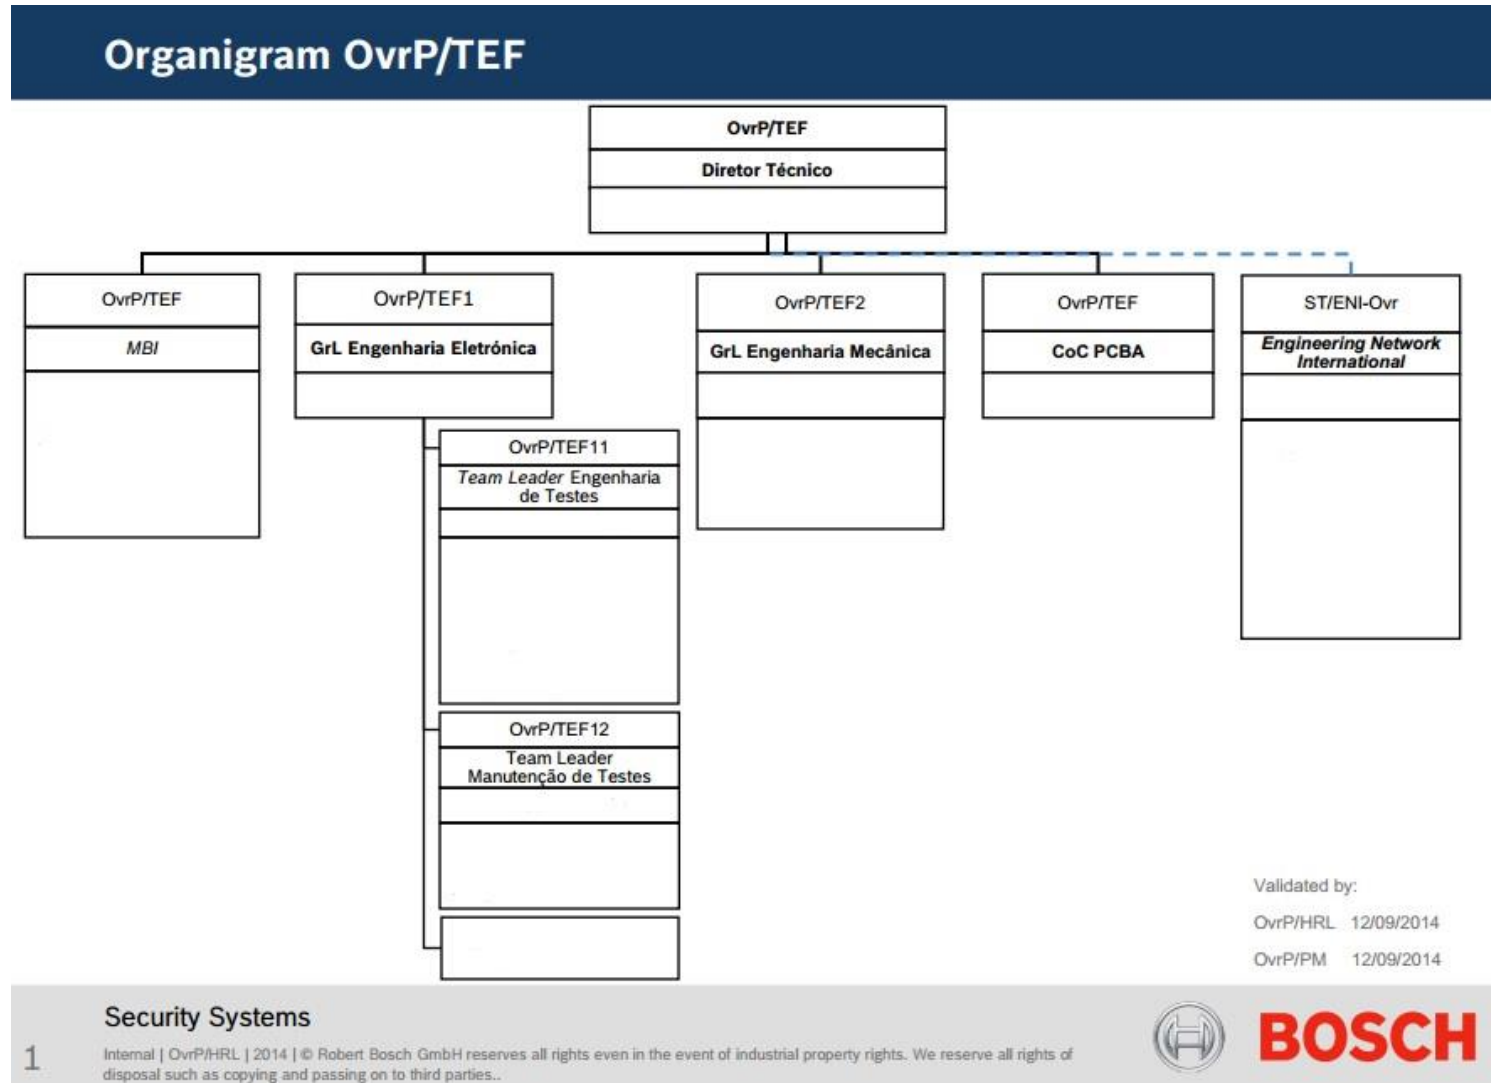 Organigram OvrP/TEF
OvrP/TEF
Diretor Técnico
OvrP/TEF
MBI
OvrP/TEF1
GrL Engenharia Eletrónica
OvrP/TEF2
GrL Engenharia Mecânica
OvrP/TEF
CoC PCBA
ST/ENI-Ovr
Engineering Network
International
OvrP/TEF11
Team Leader Engenharia
de Testes
OvrP/TEF12
Team Leader
Manutenção de Testes
Validated by:
OvrP/HRL 12/09/2014
OvrP/PM 12/09/2014
Security Systems
1
Internal | OvrP/HRL | 2014 | © Robert Bosch GmbH reserves all rights even in the event of industrial property rights. We reserve all rights of
disposal such as copying and passing on to third parties..
BOSCH